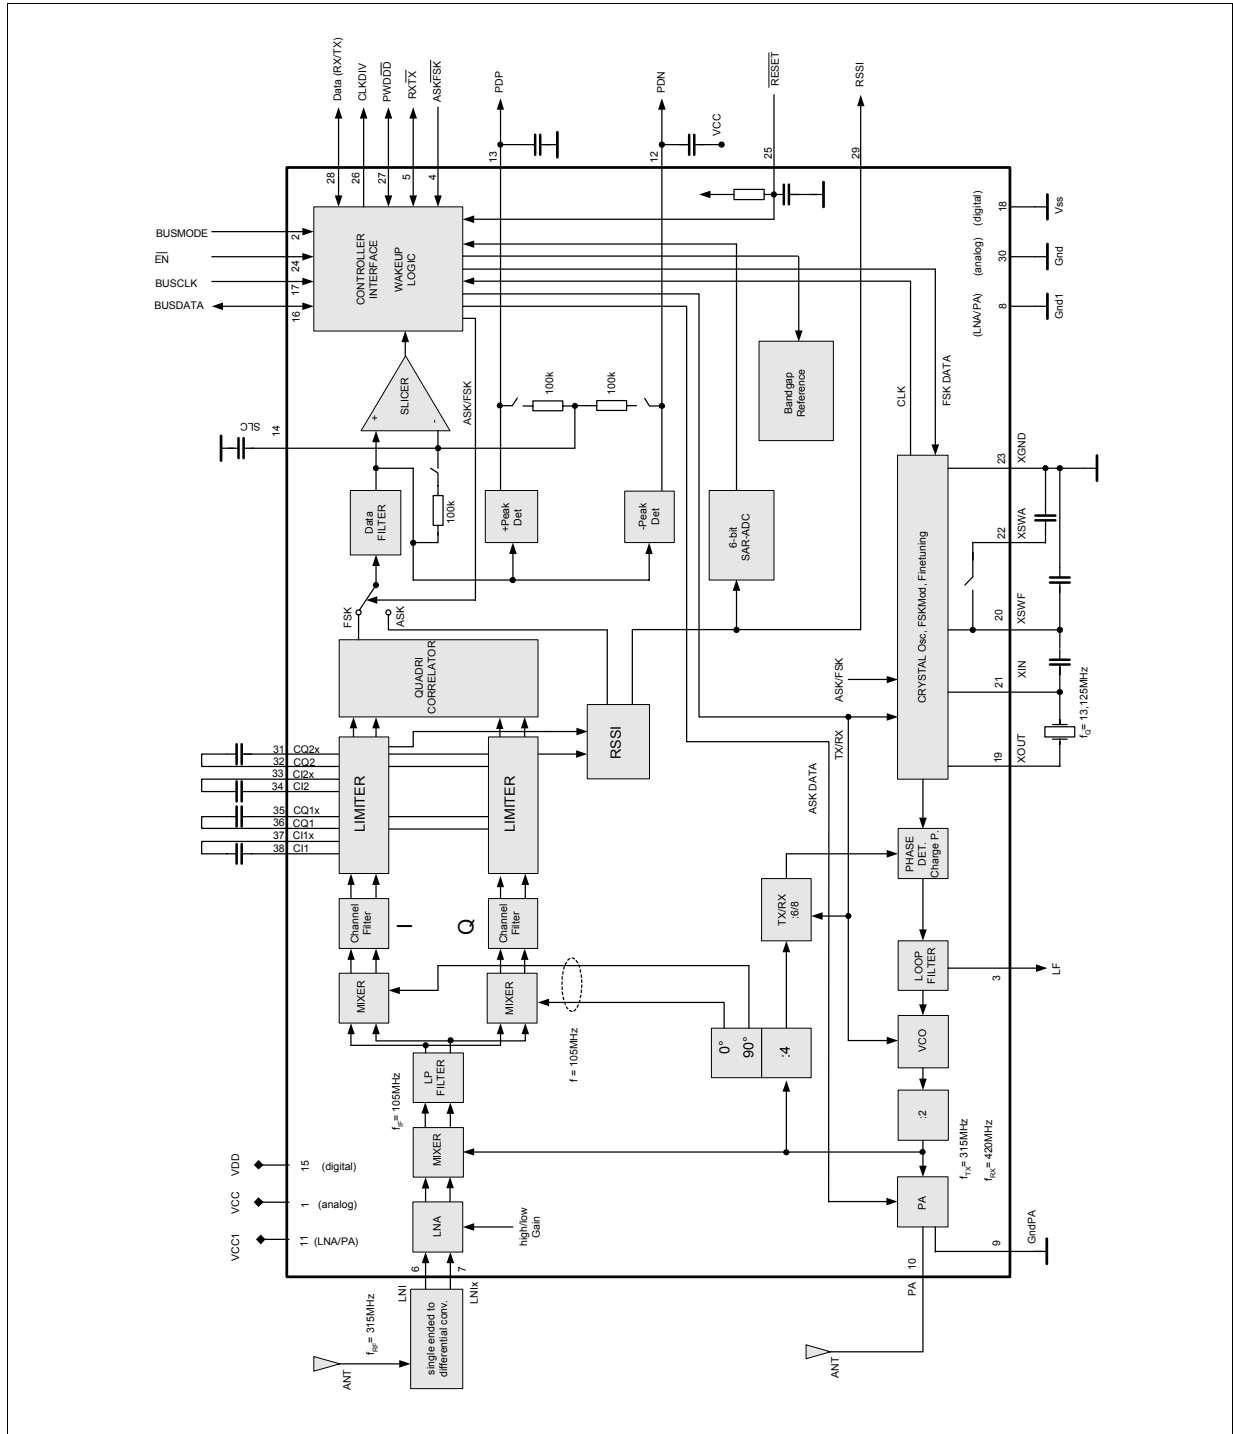 Data (RX/TX)
CLKDIV
PWDDD
RXTX
ASKFSK
PDP
PDN
RESET
RSSI
VCC
28
26
27
5
4
13
12
25
29
BUSMODE
EN
BUSCLK
BUSDATA
2
24
17
16
CONTROLLER
INTERFACE
WAKEUP
LOGIC
18
(digital)
Vss
30
(analog)
Gnd
8
(LNA/PA)
Gnd1
SLICER
+
-
ASK/FSK
100k
100k
Bandgap
Reference
CLK
FSK DATA
SLC
14
Data
FILTER
100k
+Peak
Det
-Peak
Det
6-bit
SAR-ADC
23
XGND
22
XSWA
20
XSWF
21
XIN
19
XOUT
fQ = 13,125MHz
CRYSTAL Osc, FSKMod, Finetuning
FSK
ASK
QUADRI
CORRELATOR
RSSI
ASK/FSK
TX/RX
ASK DATA
31 CQ2x
32 CQ2
33 CI2x
34 CI2
35 CQ1x
36 CQ1
37 CI1x
38 CI1
LIMITER
LIMITER
PHASE
DET.
Charge P.
TX/RX
:6/8
Channel
Filter
I
Q
Channel
Filter
LOOP
FILTER
3
LF
MIXER
MIXER
f = 105MHz
0°
90°
:4
VCO
LP
FILTER
fIF= 105MHz
:2
MIXER
fTX= 315MHz
fRX= 420MHz
VDD
15
(digital)
VCC
1
(analog)
VCC1
11
(LNA/PA)
LNA
high/low
Gain
PA
GndPA
9
10
PA
6
7
LNI
LNIx
single ended to
differential conv.
fRF= 315MHz
ANT
ANT